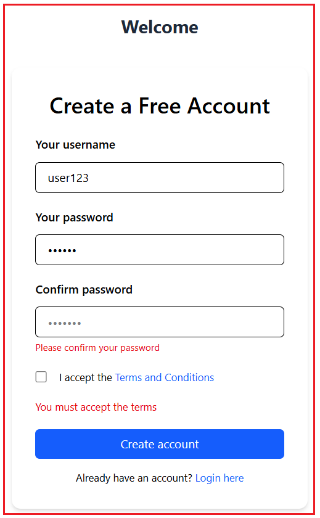 Welcome
Create a Free Account
Your username
user123
Your password
••••••
Confirm password
•••••••
Please confirm your password
I accept the Terms and Conditions
You must accept the terms
Create account
Already have an account? Login here